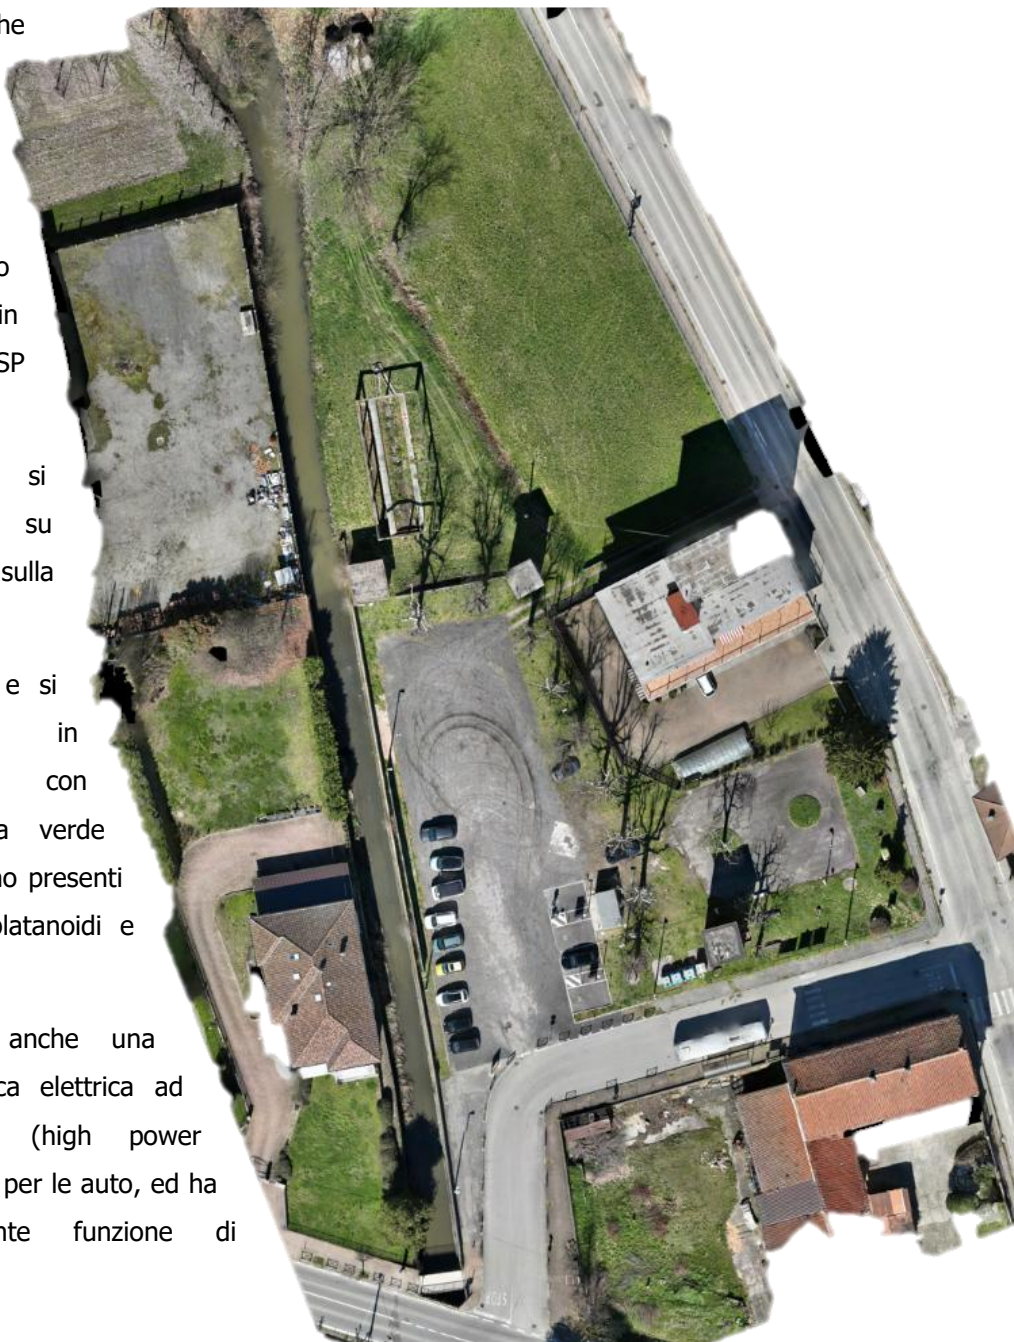 he
o
in
SP
si
su
sulla
e si
in
con
a verde
no presenti
platanoidi e
anche una
ca elettrica ad
(high power
per le auto, ed ha
nte funzione di
STOP